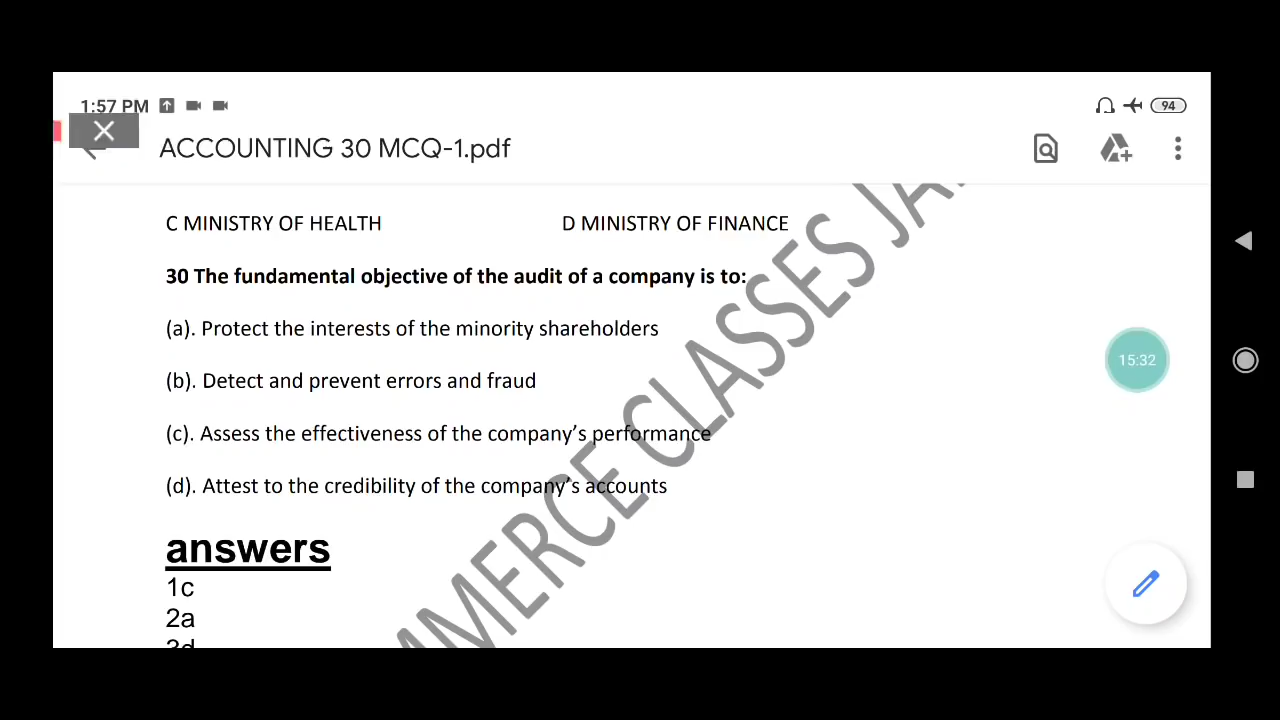 1:57 PM
94
ACCOUNTING 30 MCQ-1.pdf
C MINISTRY OF HEALTH D MINISTRY OF FINANCE
30 The fundamental objective of the audit of a company is to:
(a). Protect the interests of the minority shareholders
15:32
(b). Detect and prevent errors and fraud
(c). Assess the effectiveness of the company's performance
(d). Attest to the credibility of the company's accounts
answers
1c
2a
3d
CLASSES